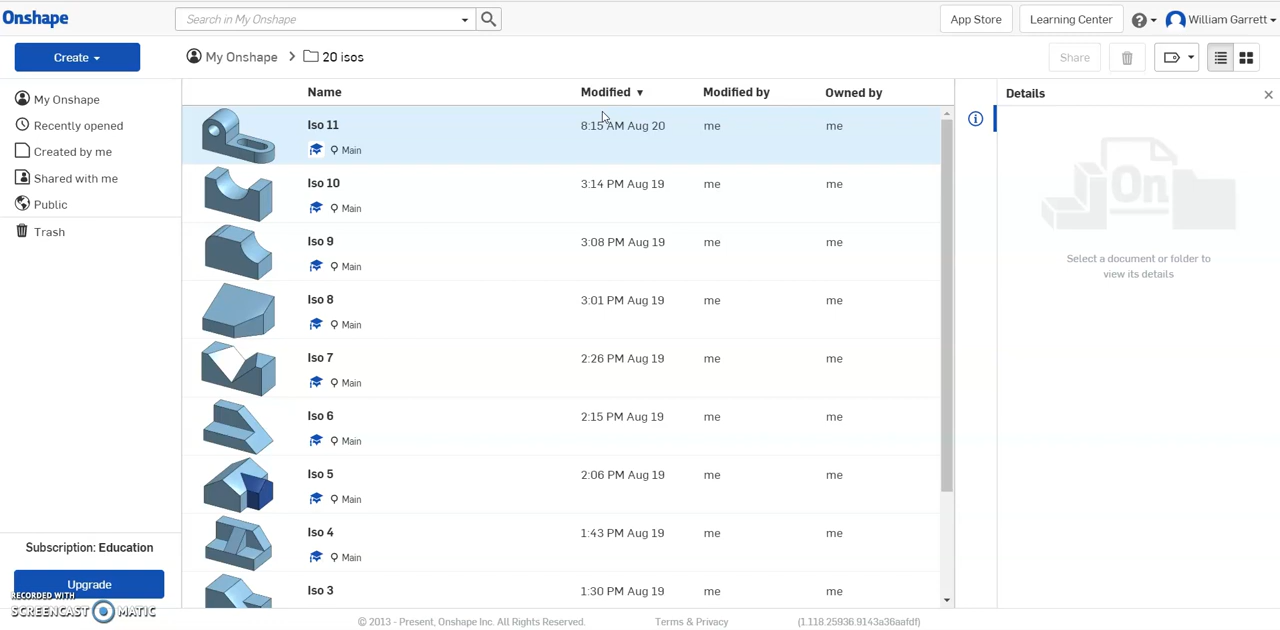 Onshape
Search in My Onshape
App Store
Learning Center
William Garrett
Create
My Onshape
20 isos
Share
My Onshape
Recently opened
Created by me
Shared with me
Public
Trash
Subscription: Education
Upgrade
RECORDED WITH
SCREENCAST MATIC
Name Modified ▼ Modified by Owned by
Iso 11 8:15 AM Aug 20 me me
Main
Iso 10 3:14 PM Aug 19 me me
Main
Iso 9 3:08 PM Aug 19 me me
Main
Iso 8 3:01 PM Aug 19 me me
Main
Iso 7 2:26 PM Aug 19 me me
Main
Iso 6 2:15 PM Aug 19 me me
Main
Iso 5 2:06 PM Aug 19 me me
Main
Iso 4 1:43 PM Aug 19 me me
Main
Iso 3 1:30 PM Aug 19 me me
Details
On
Select a document or folder to
view its details
© 2013 - Present, Onshape Inc. All Rights Reserved. Terms & Privacy (1.118.25936.9143a36aafdf)